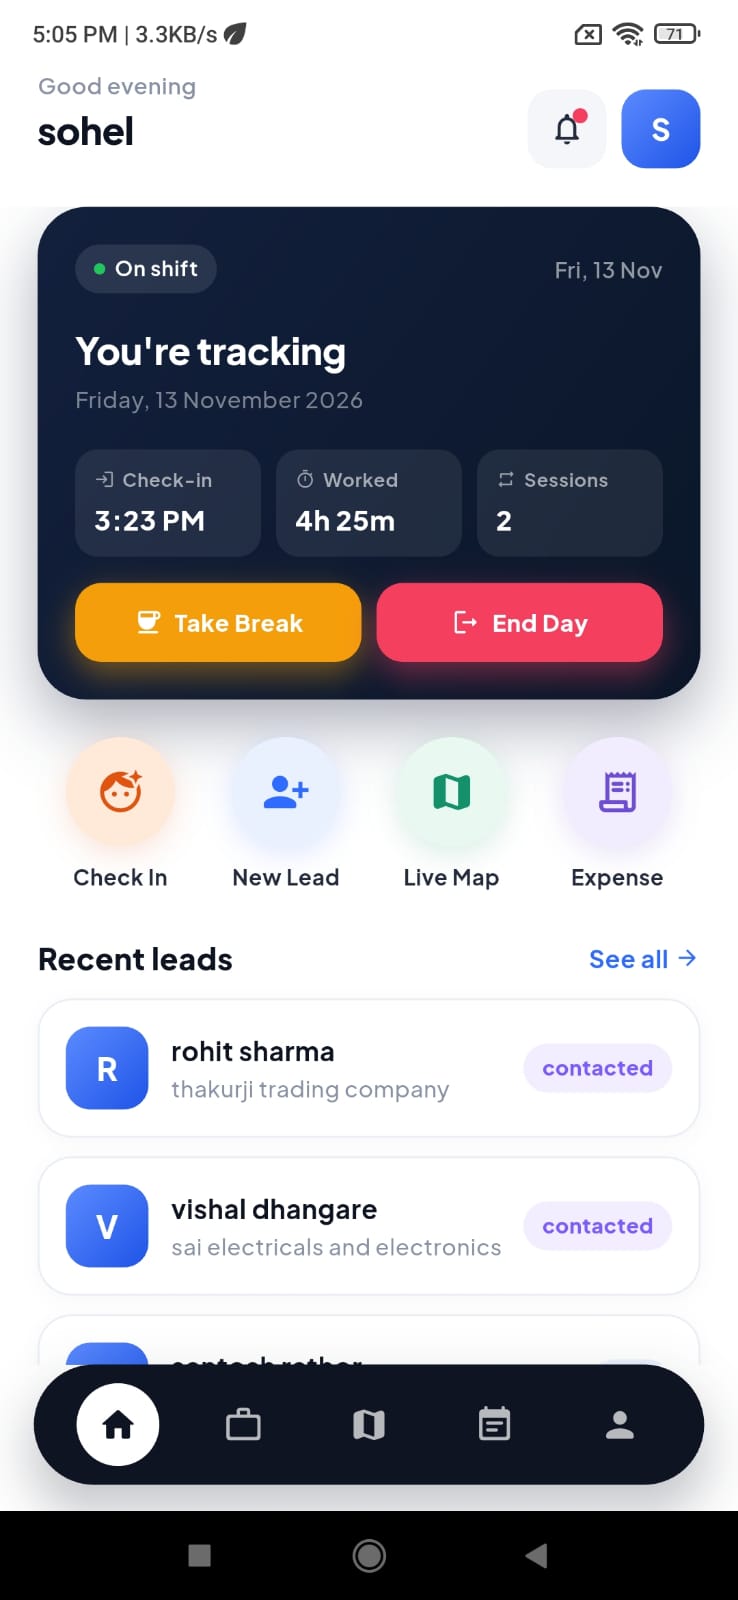 5:05 PM | 3.3KB/s
71
Good evening
sohel
S
On shift
Fri, 13 Nov
You're tracking
Friday, 13 November 2026
Check-in
Worked
Sessions
3:23 PM
4h 25m
2
Take Break
End Day
Check In
New Lead
Live Map
Expense
Recent leads
See all
R
rohit sharma
thakurji trading company
contacted
V
vishal dhangare
sai electricals and electronics
contacted